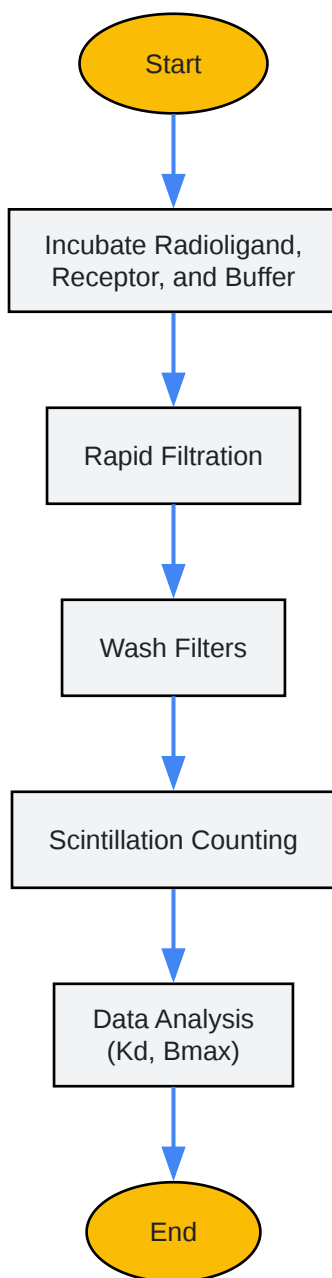 Start
Incubate Radioligand,
Receptor, and Buffer
Rapid Filtration
Wash Filters
Scintillation Counting
Data Analysis
(Kd, Bmax)
End